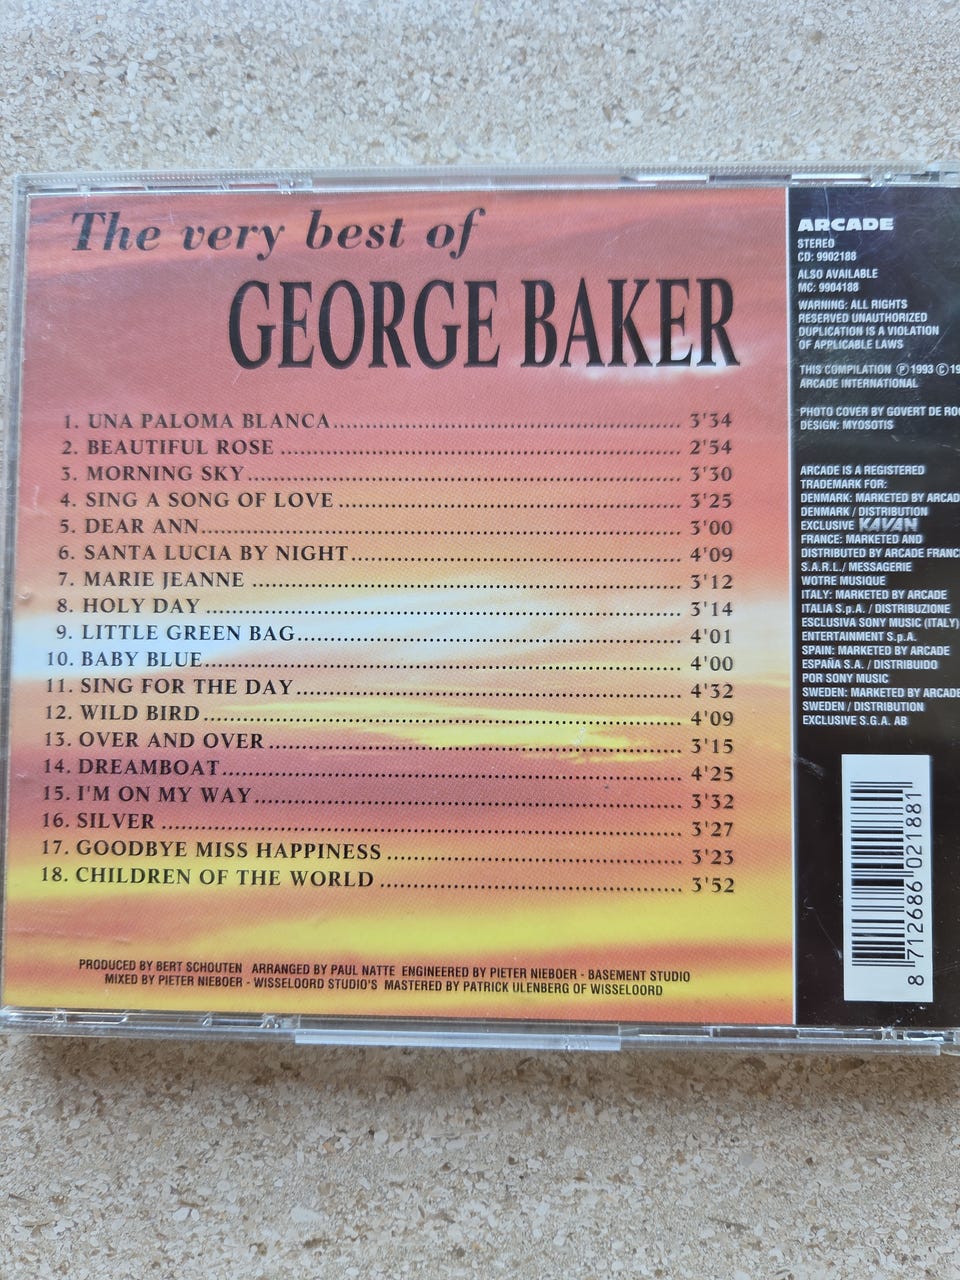 The very best of
GEORGE BAKER
1. UNA PALOMA BLANCA 3'34
2. BEAUTIFUL ROSE 2'54
3. MORNING SKY 3'30
4. SING A SONG OF LOVE 3'25
5. DEAR ANN 3'00
6. SANTA LUCIA BY NIGHT 4'09
7. MARIE JEANNE 3'12
8. HOLY DAY 3'14
9. LITTLE GREEN BAG 4'01
10. BABY BLUE 4'00
11. SING FOR THE DAY 4'32
12. WILD BIRD 4'09
13. OVER AND OVER 3'15
14. DREAMBOAT 4'25
15. I'M ON MY WAY 3'32
16. SILVER 3'27
17. GOODBYE MISS HAPPINESS 3'23
18. CHILDREN OF THE WORLD 3'52
PRODUCED BY BERT SCHOUTEN ARRANGED BY PAUL NATTE ENGINEERED BY PIETER NIEBOER - BASEMENT STUDIO
MIXED BY PIETER NIEBOER - WISSELOORD STUDIO'S MASTERED BY PATRICK ULENBERG OF WISSELOORD
ARCADE
STEREO
CD: 9902188
ALSO AVAILABLE
MC: 9904188
WARNING: ALL RIGHTS
RESERVED UNAUTHORIZED
DUPLICATION IS A VIOLATION
OF APPLICABLE LAWS
THIS COMPILATION Ⓟ 1993 ©
ARCADE INTERNATIONAL
PHOTO COVER BY GOVERT DE
DESIGN: MYOSOTIS
ARCADE IS A REGISTERED
TRADEMARK FOR:
DENMARK: MARKETED BY ARCAD
DENMARK / DISTRIBUTION
EXCLUSIVE KAVAN
FRANCE: MARKETED AND
DISTRIBUTED BY ARCADE FRANC
S.A.R.L./ MESSAGERIE
WOTRE MUSIQUE
ITALY: MARKETED BY ARCADE
ITALIA S.p.A. / DISTRIBUZIONE
ESCLUSIVA SONY MUSIC (ITALY)
ENTERTAINMENT S.p.A.
SPAIN: MARKETED BY ARCADE
ESPAÑA S.A. / DISTRIBUIDO
POR SONY MUSIC
SWEDEN: MARKETED BY ARCADE
SWEDEN / DISTRIBUTION
EXCLUSIVE S.G.A. AB
8 712686 021881